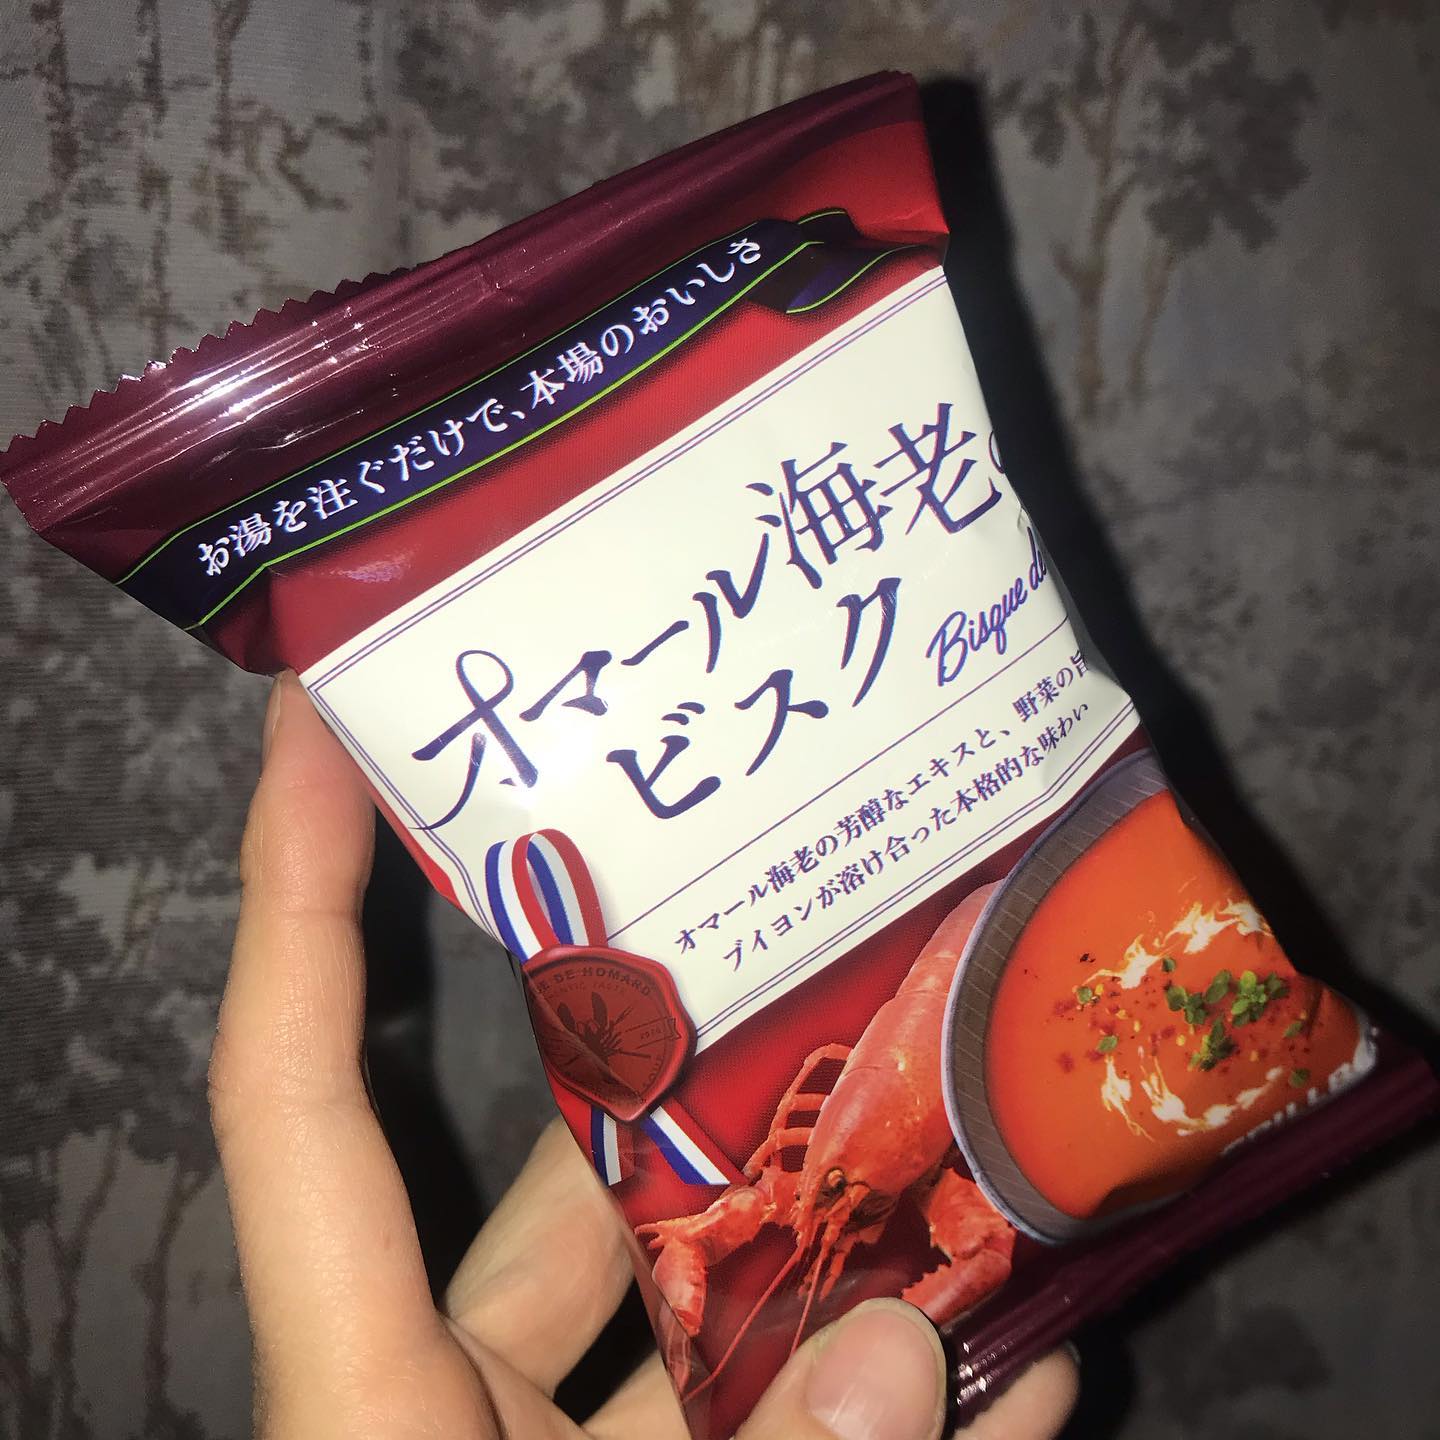 お湯を注ぐだけで、本場のおいしさ
オマール海老の
ビスク
Bisque de
オマール海老の芳醇なエキスと、野菜の旨
ブイヨンが溶け合った本格的な味わい
DE HOMARD
TASTE